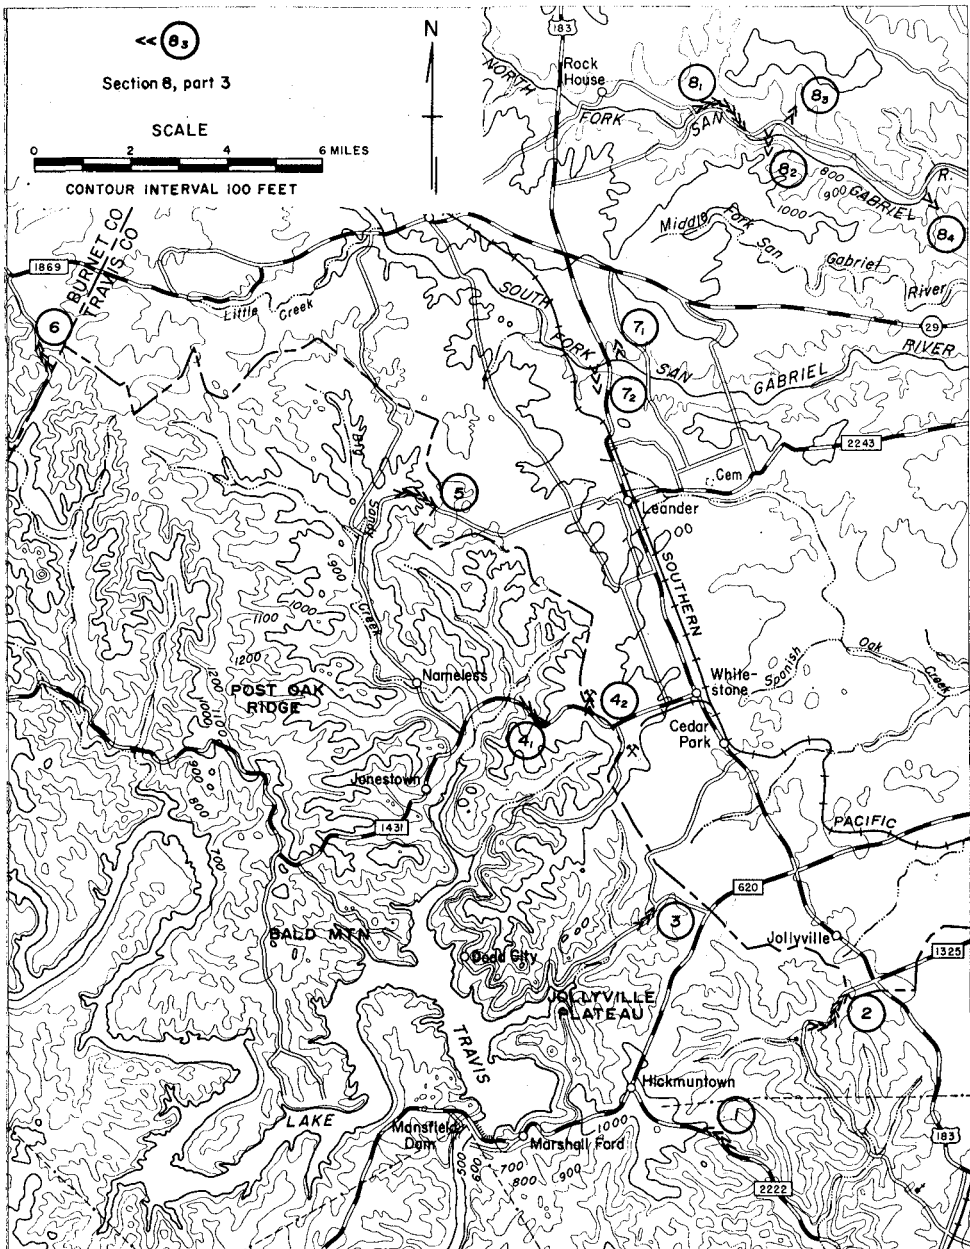 << 8₃
Section 8, part 3
SCALE
0 2 4 6 MILES
CONTOUR INTERVAL 100 FEET
N
183
Rock
House
NORTH
FORK
SAN
GABRIEL
R.
8₁
8₃
8₂
8₄
800
900
1000
Middle Fork San Gabriel River
BURNET CO
TRAVIS CO
1869
6
Little Creek
SOUTH
FORK
SAN
GABRIEL
RIVER
29
7₁
7₂
2243
Cem
Leander
BIG
Sandy
Creek
5
900
1000
1100
1200
SOUTHERN
Spanish Oak Creek
POST OAK
RIDGE
1200
1100
1000
900
800
700
Nameless
4₁
4₂
White-
stone
Cedar
Park
PACIFIC
Jonestown
1431
620
3
BALD MTN
Dodd City
Jollyville
1325
JOLLYVILLE
PLATEAU
2
TRAVIS
LAKE
Hickmuntown
1
Mansfield
Dam
Marshall Ford
1000
500
600
700
800
900
183
2222